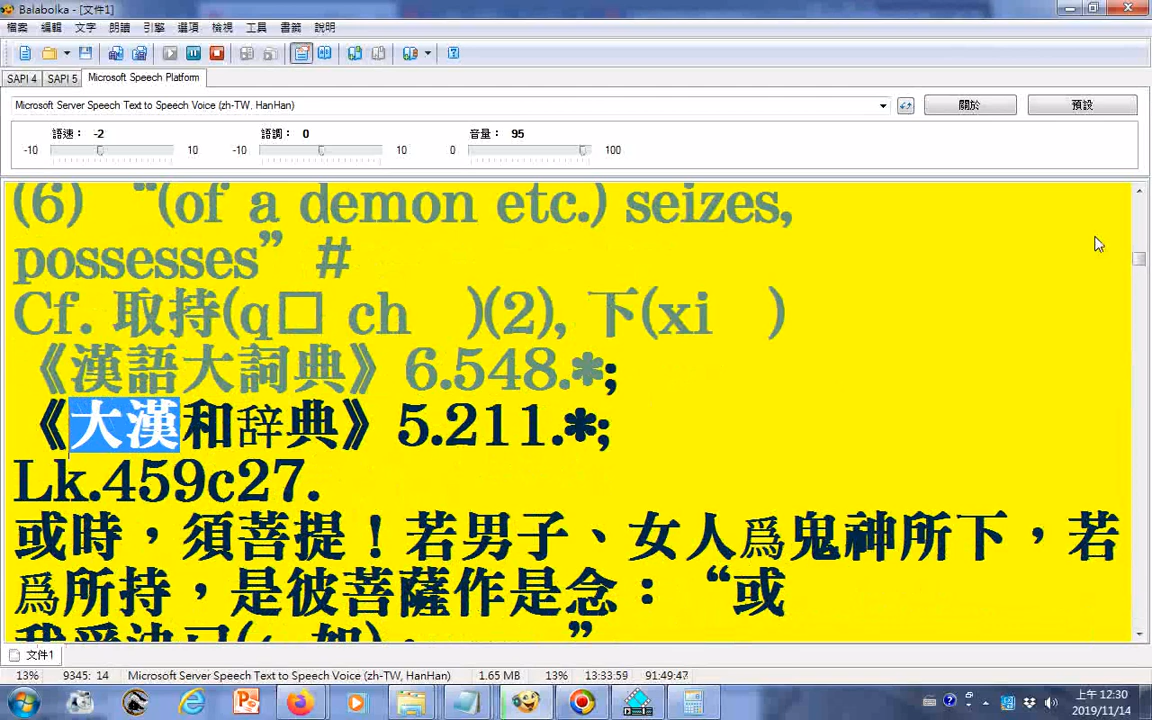 Balabolka - [文件1]
檔案 編輯 文字 朗讀 引擎 選項 檢視 工具 書籤 說明
SAPI 4 SAPI 5 Microsoft Speech Platform
Microsoft Server Speech Text to Speech Voice (zh-TW, HanHan)
關於 預設
語速： -2 語調： 0 音量： 95
-10 10 -10 10 0 100
(6) “(of a demon etc.) seizes,
possesses” #
Cf. 取持(q□ ch )(2), 下(xi )
《漢語大詞典》 6.548.*;
《大漢和辞典》 5.211.*;
Lk.459c27.
或時，須菩提！若男子、女人爲鬼神所下，若
爲所持，是彼菩薩作是念：“或
文件1
13% 9345: 14 Microsoft Server Speech Text to Speech Voice (zh-TW, HanHan) 1.65 MB 13% 13:33:59 91:49:47
上午 12:30
2019/11/14